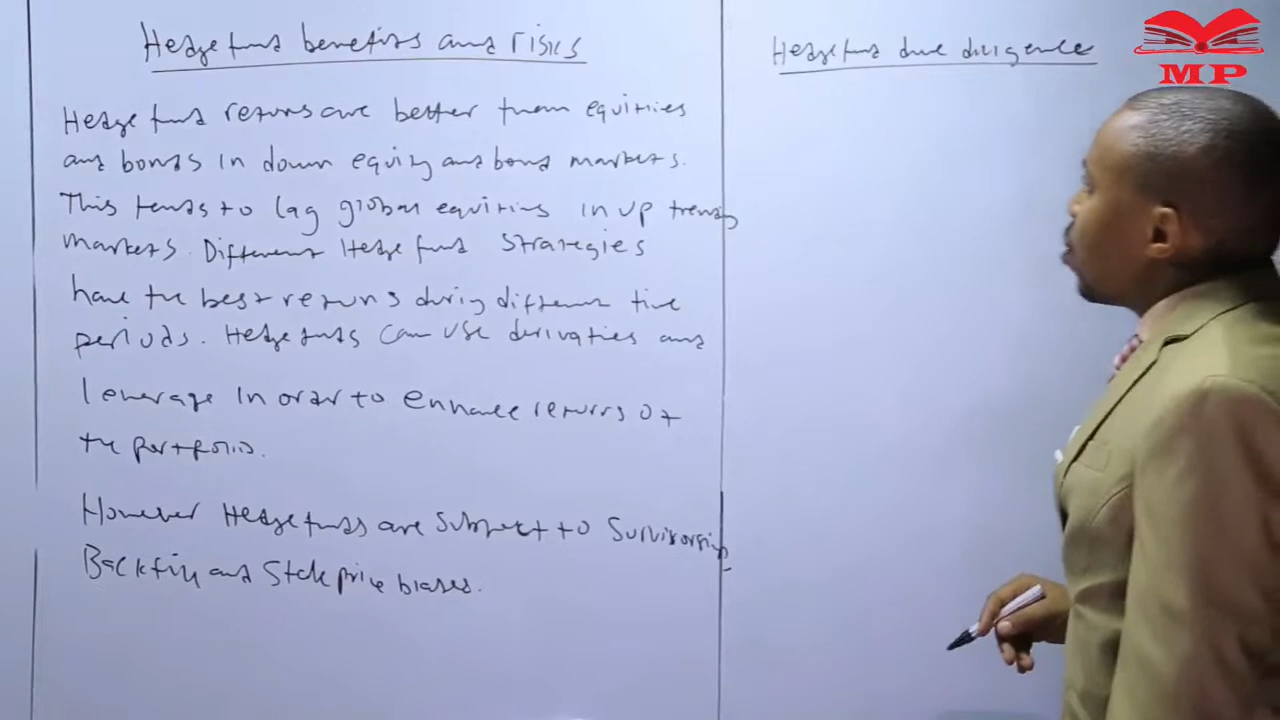 Hedge fund benefits and risks
Hedge fund returns are better than equities
and bonds in down equity and bond markets.
This tends to lag global equities in up trends
markets. Different Hedge fund strategies
have the best returns during different time
periods. Hedge funds can use derivaties and
leverage in order to enhance returns of
the portfolio.
However Hedge funds are subject to survivorship
Backfill and Stale price biases.
Hedge fund due diligence
MP